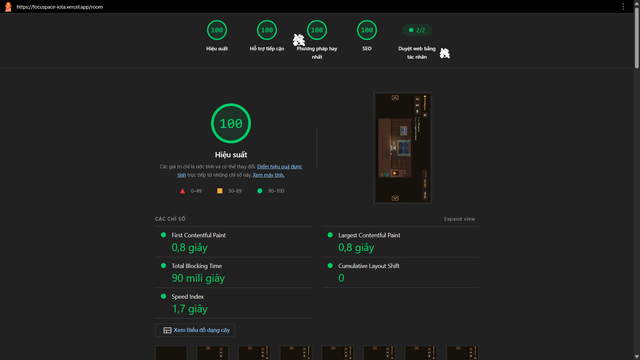 https://focuspace-iota.vercel.app/room
100
100
100
100
2/2
Hiệu suất
Hỗ trợ tiếp cận
Phương pháp hay
nhất
SEO
Duyệt web bằng
tác nhân
100
Hiệu suất
Các giá trị chỉ là ước tính và có thể thay đổi. Điểm hiệu quả được
tính trực tiếp từ những chỉ số này. Xem máy tính.
0–49
50–89
90–100
CÁC CHỈ SỐ
Expand view
First Contentful Paint
0,8 giây
Largest Contentful Paint
0,8 giây
Total Blocking Time
90 mili giây
Cumulative Layout Shift
0
Speed Index
1,7 giây
Xem Biểu đồ dạng cây